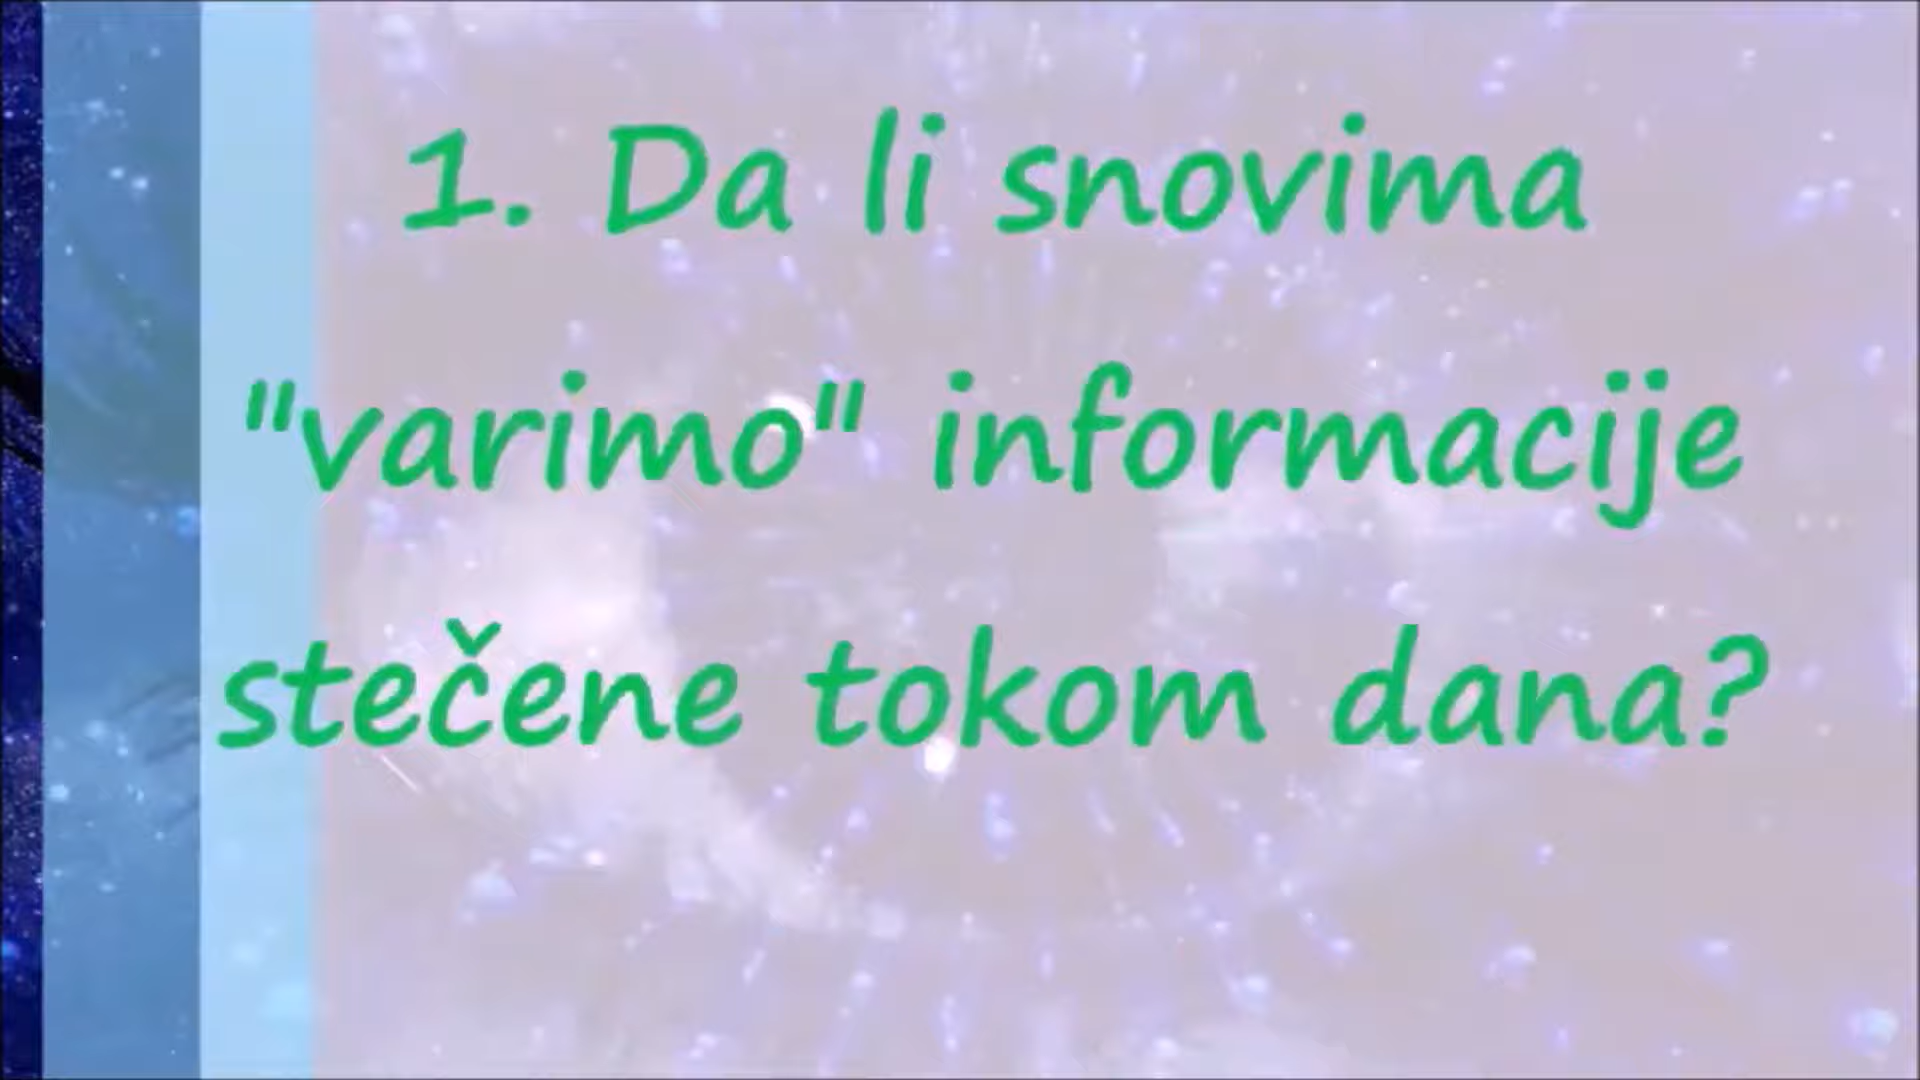 1. Da li snovima
"varimo" informacije
stečene tokom dana?